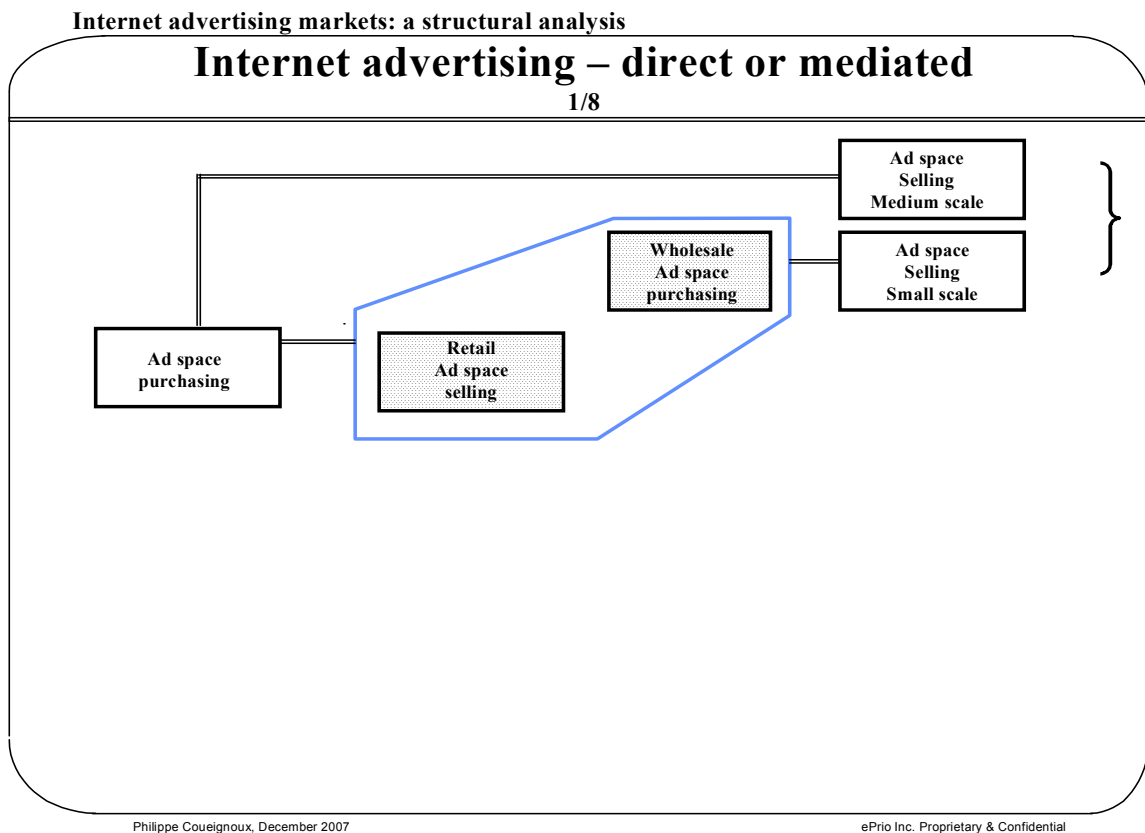 Internet advertising markets: a structural analysis
Internet advertising – direct or mediated
1/8
Ad space
Selling
Medium scale
Wholesale
Ad space
purchasing
Ad space
Selling
Small scale
Ad space
purchasing
Retail
Ad space
selling
Philippe Coueignoux, December 2007
ePrio Inc. Proprietary & Confidential